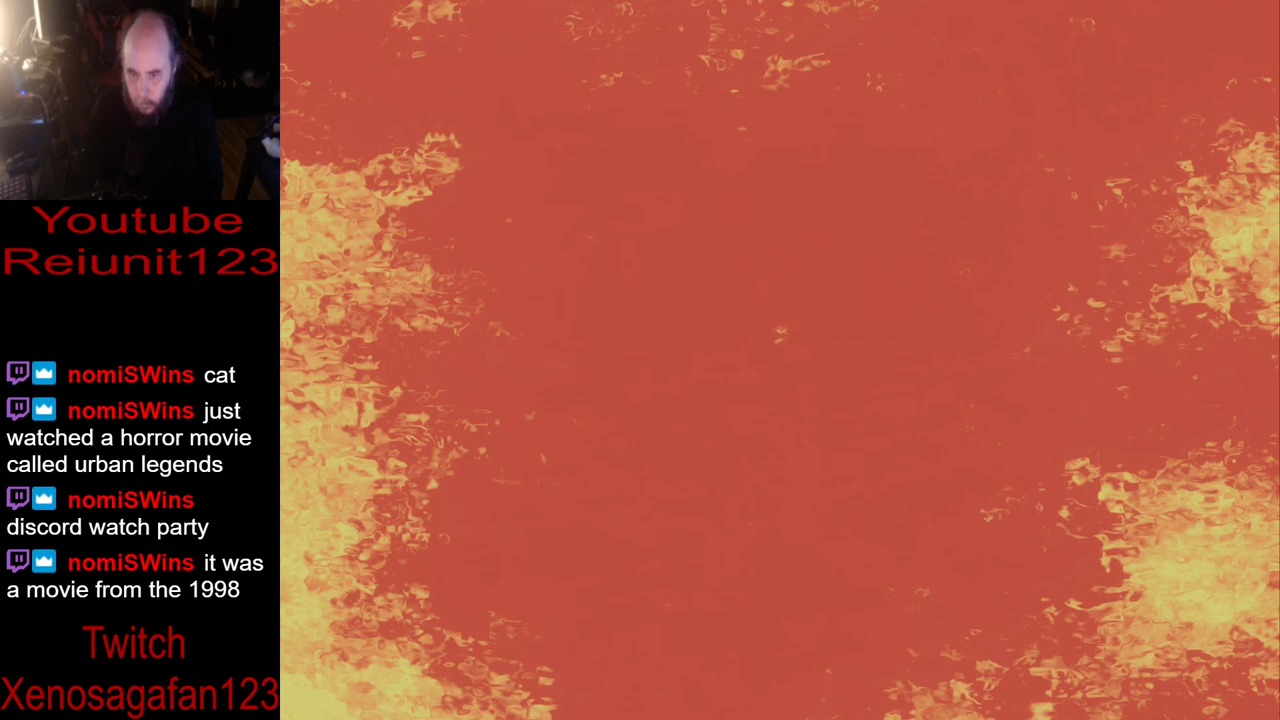 Youtube
Reiunit123
nomiSWins cat
nomiSWins just
watched a horror movie
called urban legends
nomiSWins
discord watch party
nomiSWins it was
a movie from the 1998
Twitch
Xenosagafan123